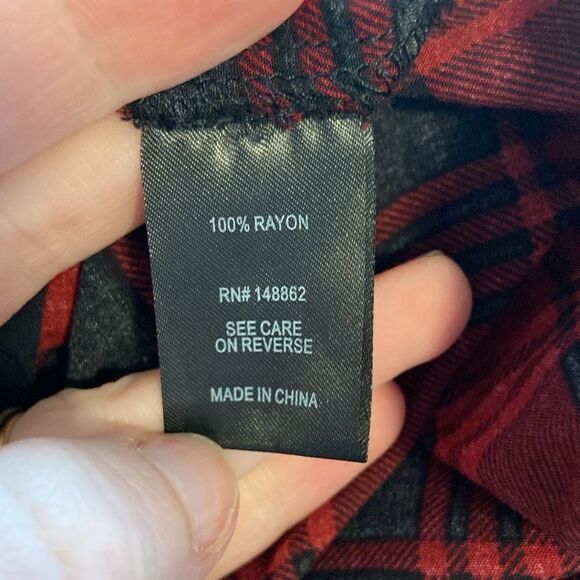 100% RAYON
RN# 148862
SEE CARE
ON REVERSE
MADE IN CHINA